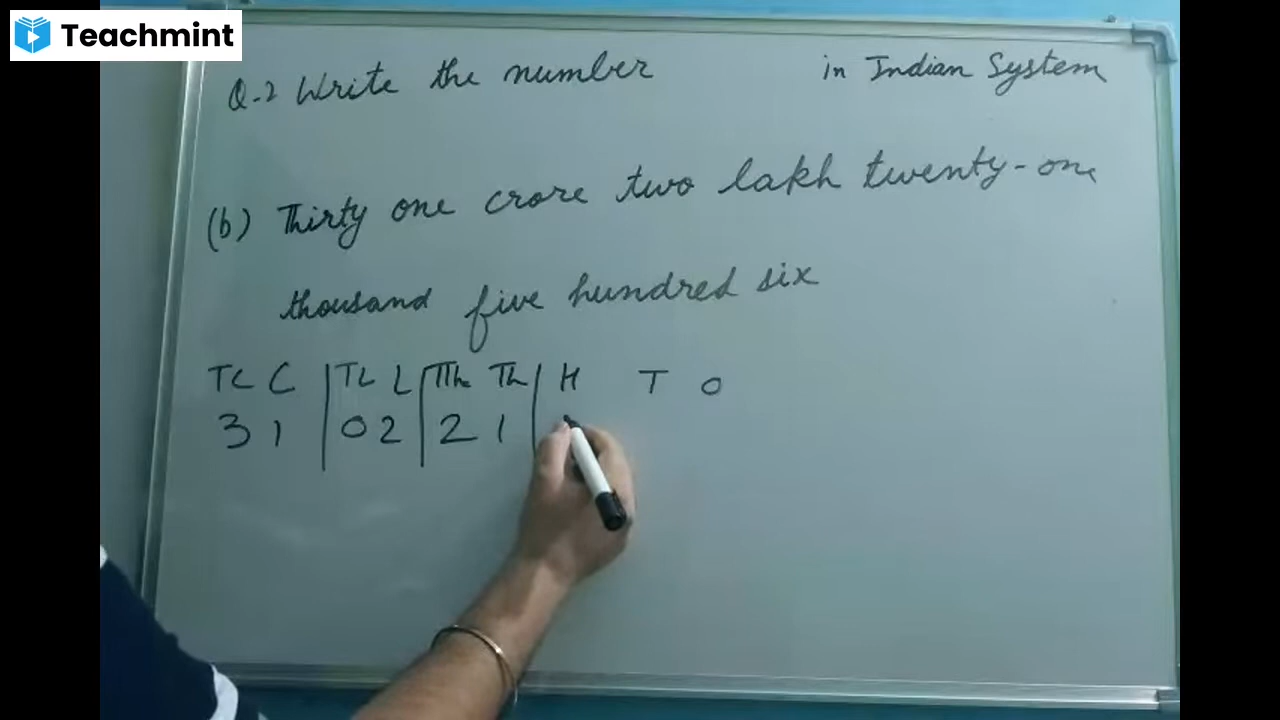 Teachmint
Q.2 Write the number in Indian System
(b) Thirty one crore two lakh twenty-one
thousand five hundred six
TC C | TL L | TTh Th | H T O
3 1 | 0 2 | 2 1 |